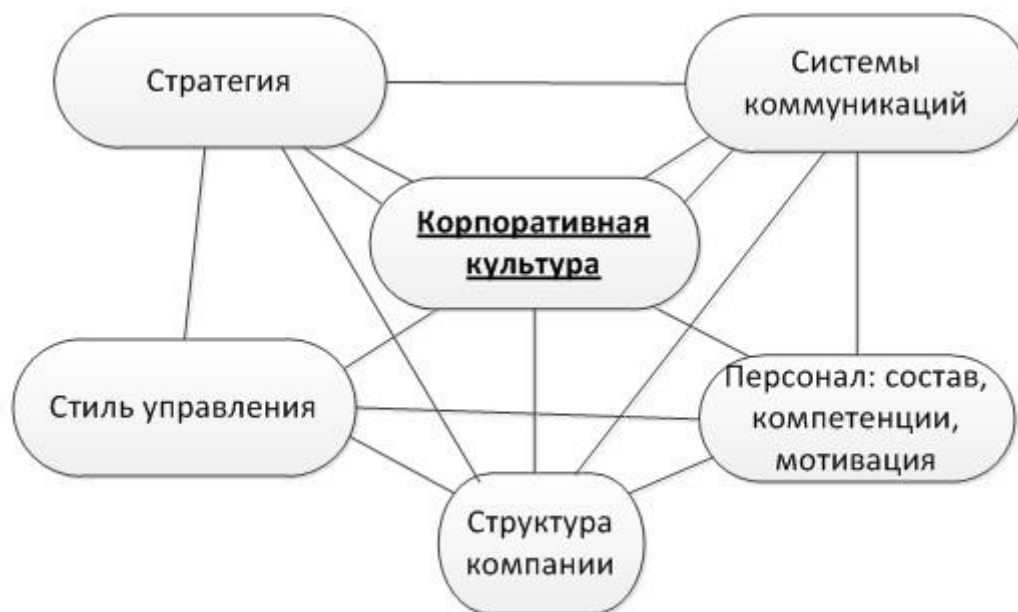 Стратегия
Системы
коммуникаций
Корпоративная
культура
Стиль управления
Персонал: состав,
компетенции,
мотивация
Структура
компании